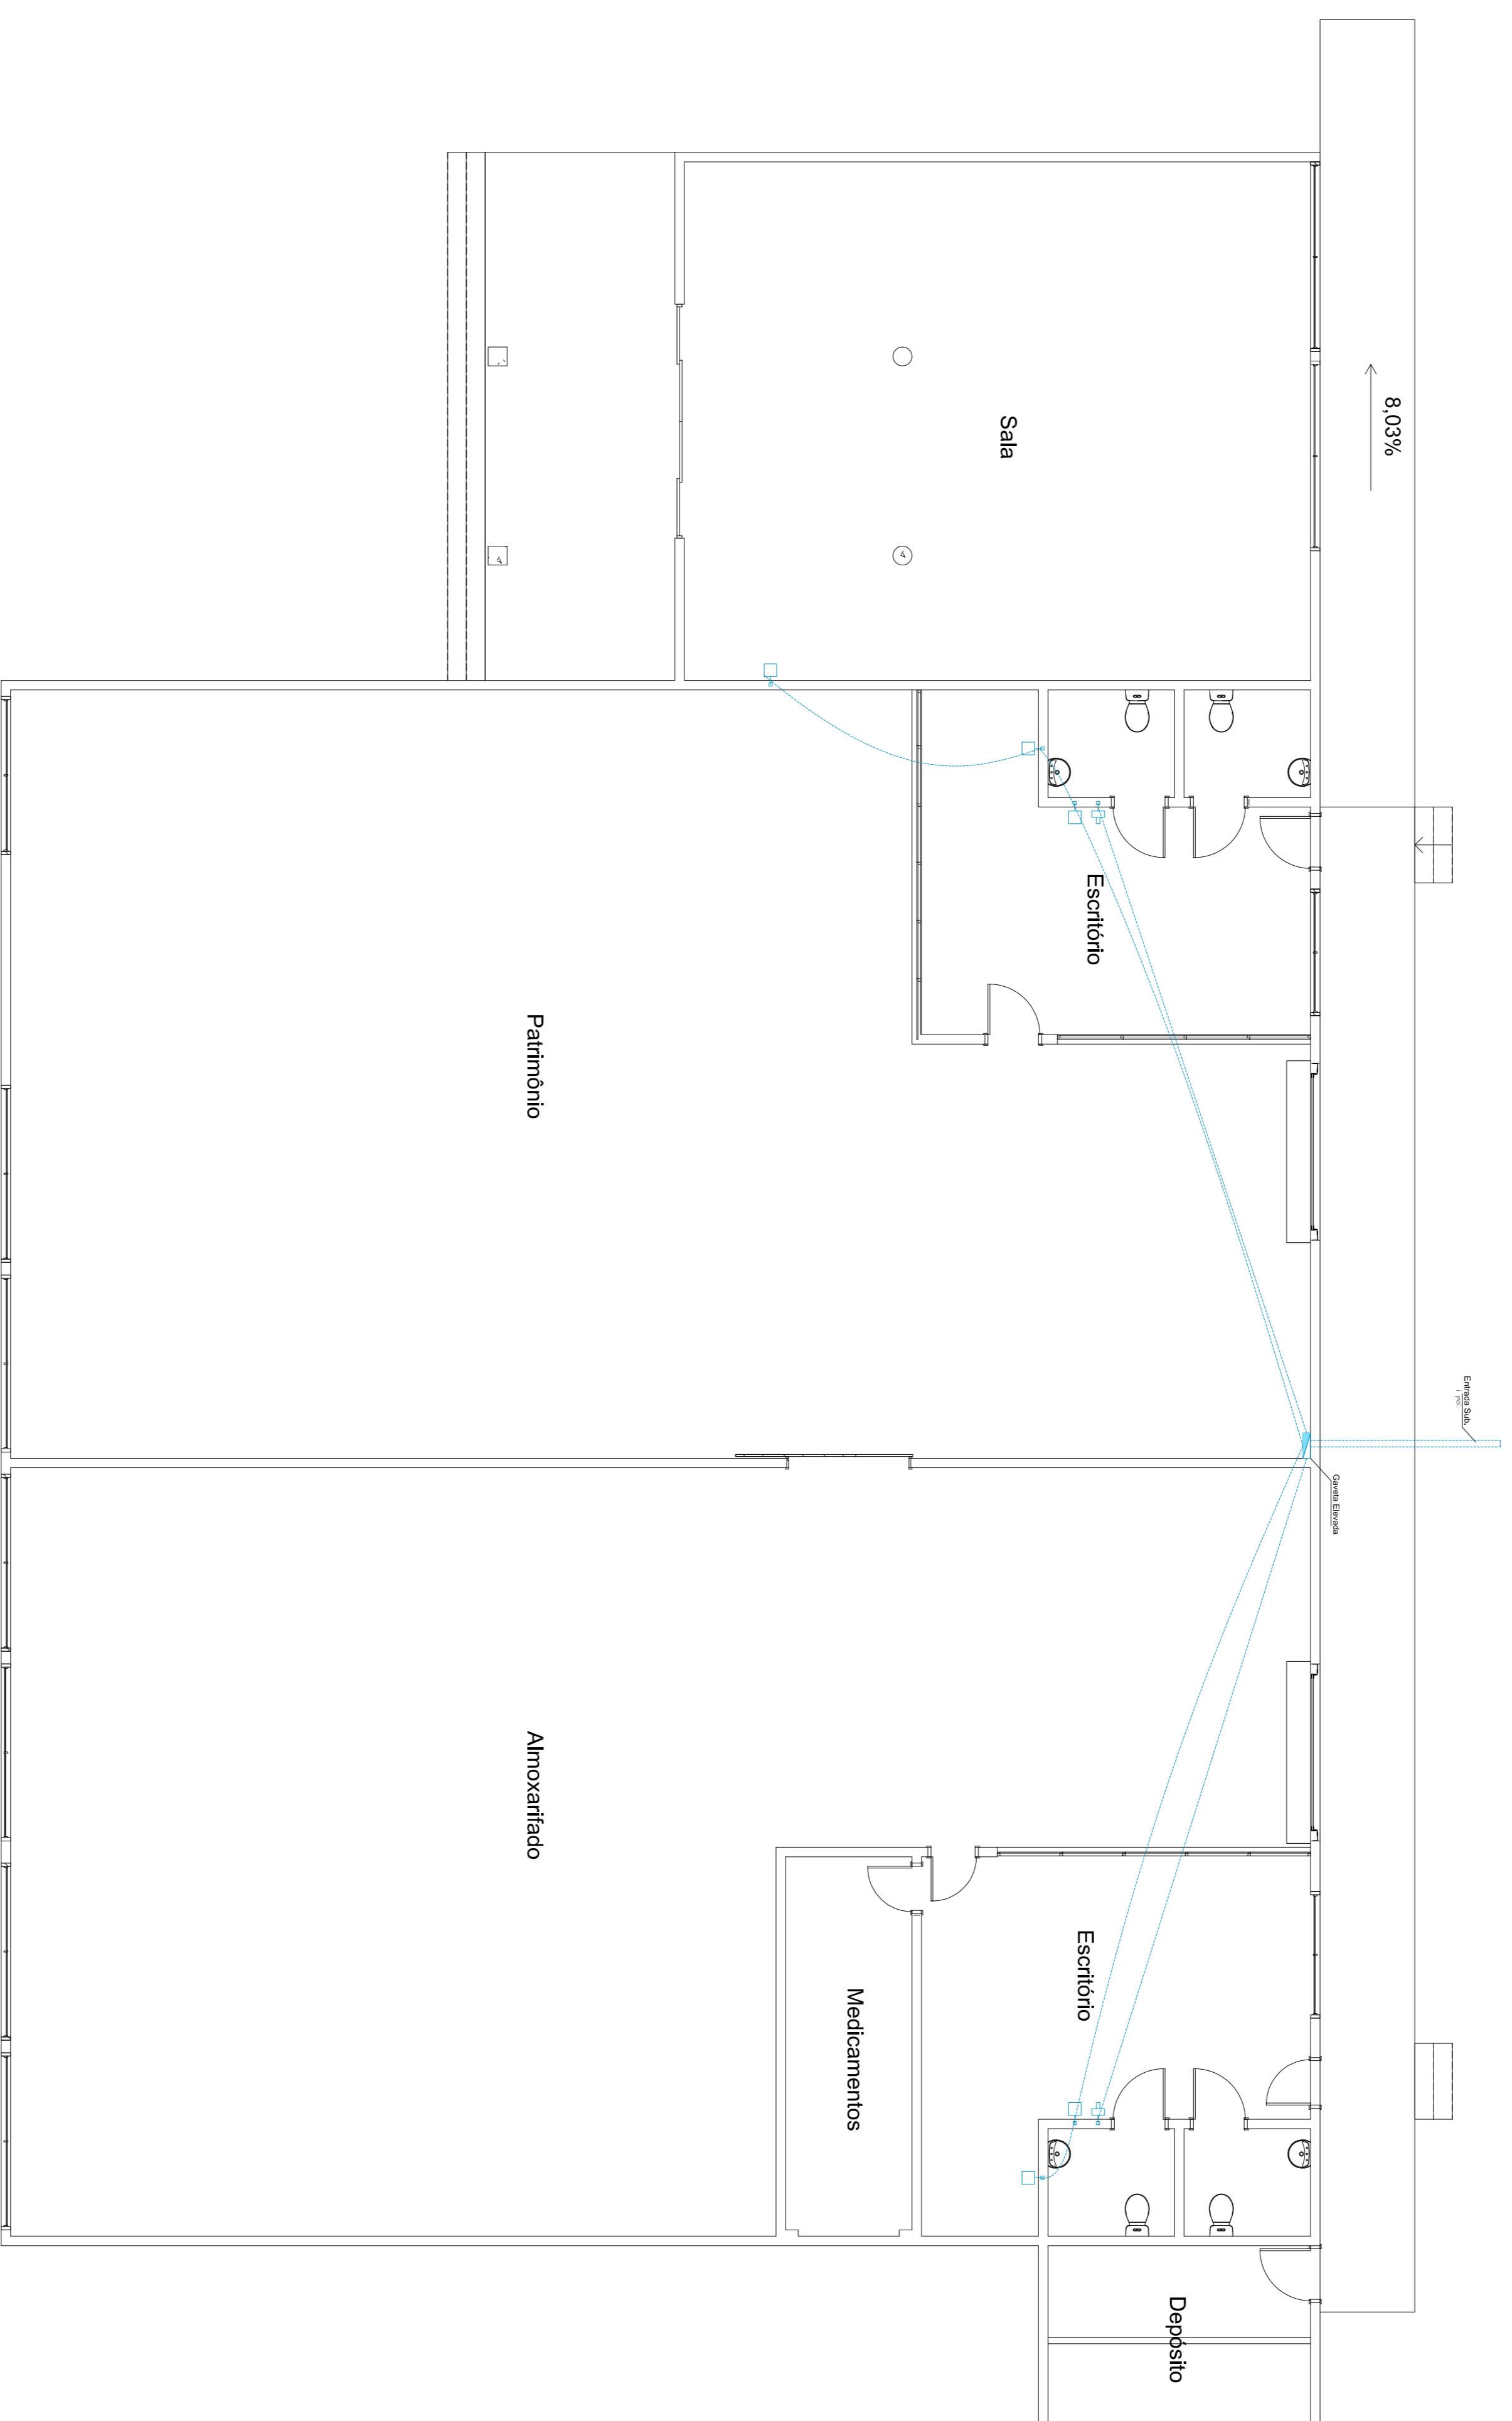 8,03%
Sala
Escritório
Patrimônio
Entrada Sub.
Gaveta Elevada
Almoxarifado
Escritório
Medicamentos
Depósito